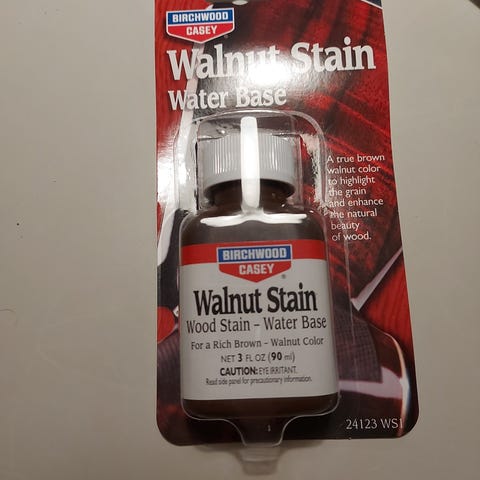 BIRCHWOOD
CASEY
Walnut Stain
Water Base
A true brown
walnut color
to highlight
the grain
and enhance
the natural
beauty
of wood.
BIRCHWOOD
CASEY
®
Walnut Stain
Wood Stain – Water Base
For a Rich Brown – Walnut Color
NET 3 FL OZ (90 ml)
CAUTION: EYE IRRITANT.
Read side panel for precautionary information.
24123 WS1